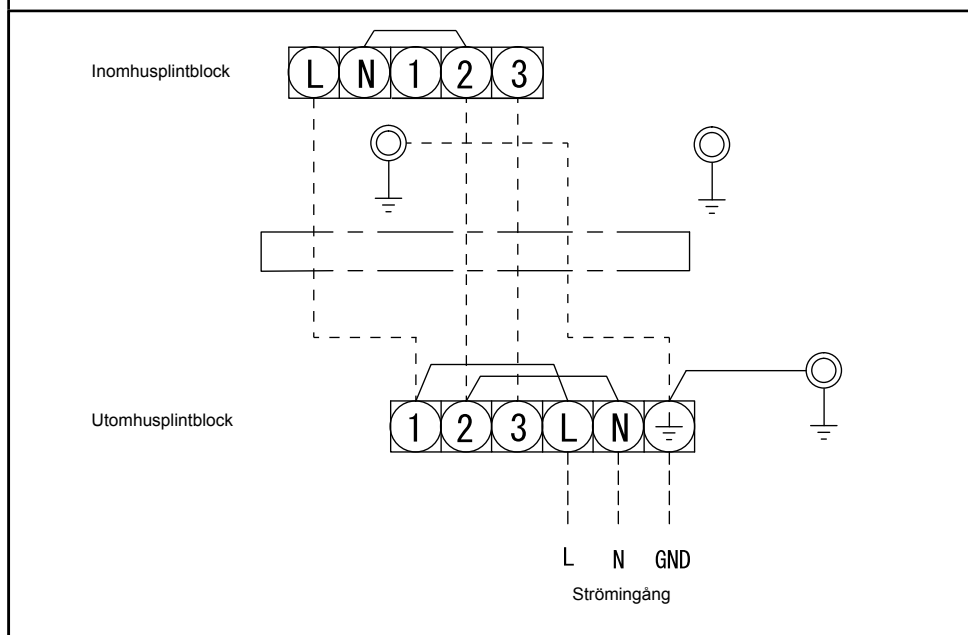 Inomhusplintblock
L N 1 2 3
Utomhusplintblock
1 2 3 L N
L N GND
Strömingång